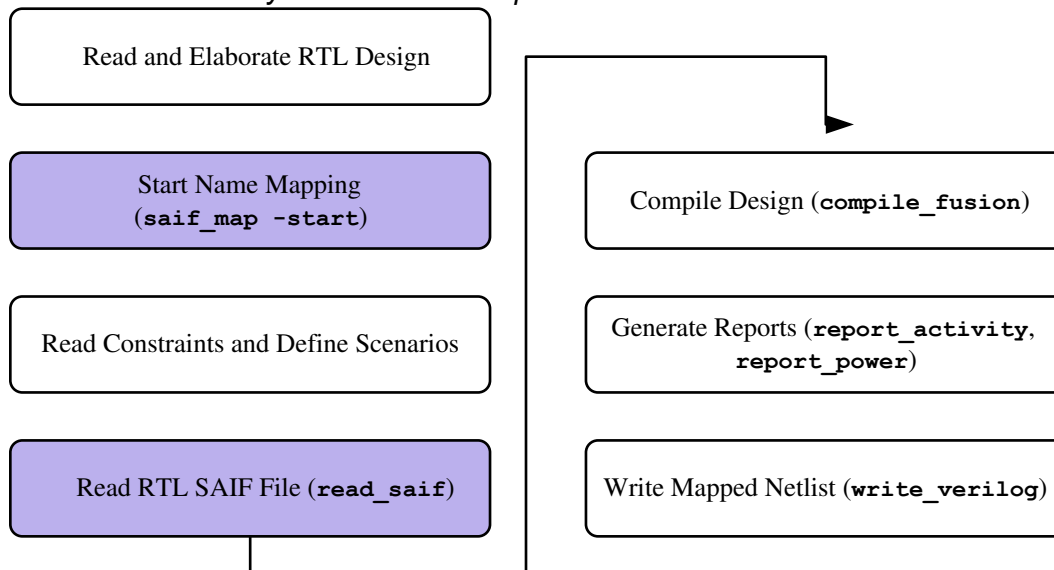 Read and Elaborate RTL Design
Start Name Mapping
(saif_map -start)
Read Constraints and Define Scenarios
Read RTL SAIF File (read_saif)
Compile Design (compile_fusion)
Generate Reports (report_activity,
report_power)
Write Mapped Netlist (write_verilog)